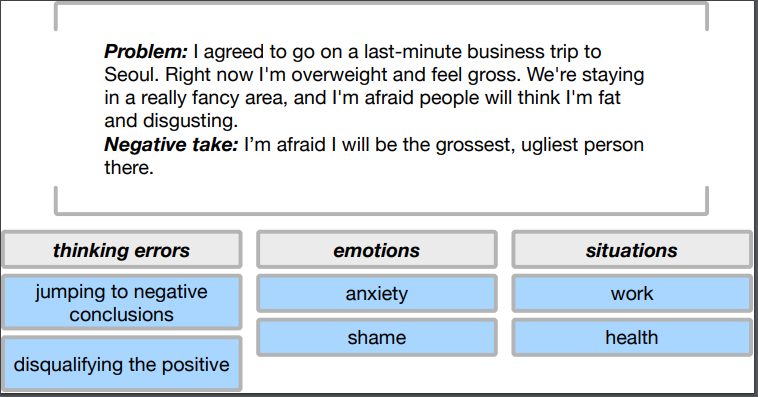 Problem: I agreed to go on a last-minute business trip to
Seoul. Right now I'm overweight and feel gross. We're staying
in a really fancy area, and I'm afraid people will think I'm fat
and disgusting.
Negative take: I’m afraid I will be the grossest, ugliest person
there.
thinking errors
jumping to negative
conclusions
disqualifying the positive
emotions
anxiety
shame
situations
work
health